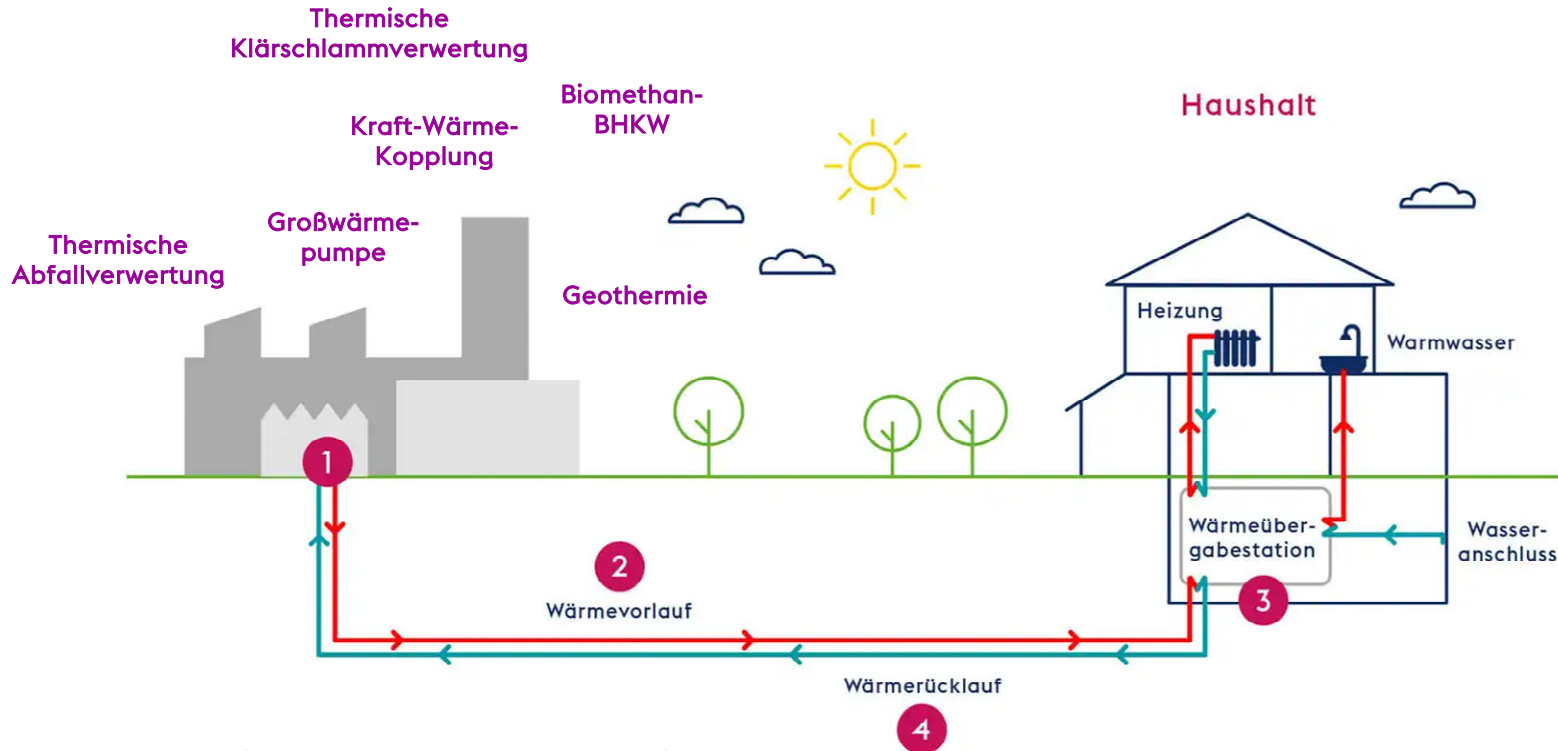 Thermische
Klärschlammverwertung
Biomethan-
BHKW
Kraft-Wärme-
Kopplung
Großwärme-
pumpe
Thermische
Abfallverwertung
Geothermie
Haushalt
Heizung
Warmwasser
1
Wärmeüber-
gabestation
Wasser-
anschluss
2
Wärmevorlauf
3
Wärmerücklauf
4